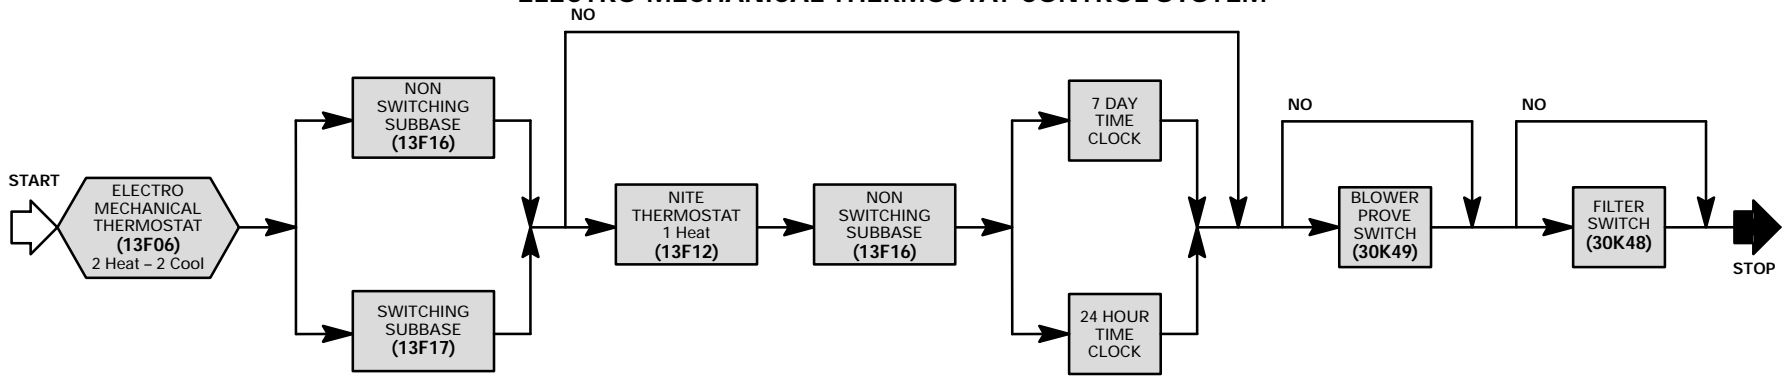 ELECTRO-MECHANICAL THERMOSTAT CONTROL SYSTEM
NO
START
ELECTRO
MECHANICAL
THERMOSTAT
(13F06)
2 Heat – 2 Cool
NON
SWITCHING
SUBBASE
(13F16)
SWITCHING
SUBBASE
(13F17)
NITE
THERMOSTAT
1 Heat
(13F12)
NON
SWITCHING
SUBBASE
(13F16)
7 DAY
TIME
CLOCK
24 HOUR
TIME
CLOCK
NO
BLOWER
PROVE
SWITCH
(30K49)
NO
FILTER
SWITCH
(30K48)
STOP